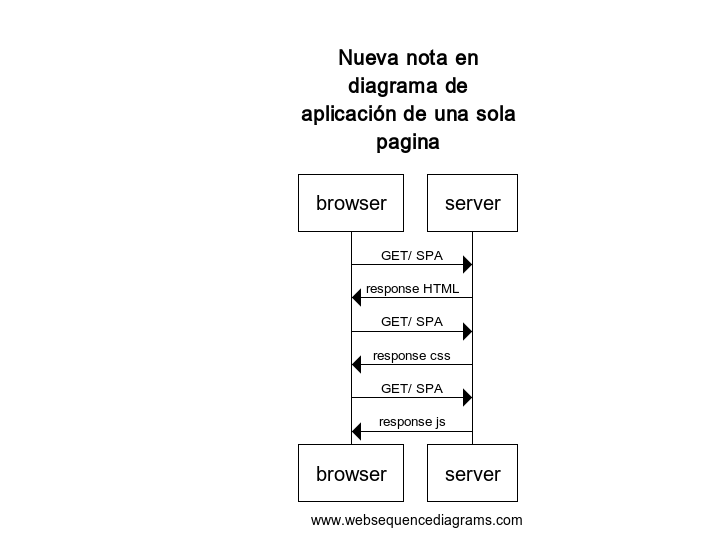 Nueva nota en
diagrama de
aplicación de una sola
pagina
browser server
GET/ SPA
response HTML
GET/ SPA
response css
GET/ SPA
response js
browser server
www.websequencediagrams.com